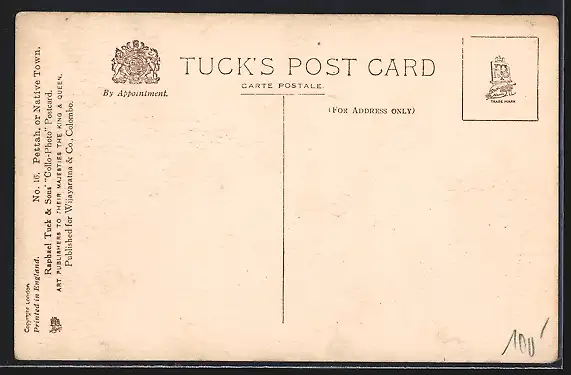 TUCK'S POST CARD
CARTE POSTALE.
By Appointment.
(FOR ADDRESS ONLY)
TRADE MARK
No. 16. Pettah, or Native Town.
Raphael Tuck & Sons' "Collo-Photo" Postcard.
ART PUBLISHERS TO THEIR MAJESTIES THE KING & QUEEN.
Published for Wijayaratna & Co., Colombo.
Copyright London.
Printed in England.